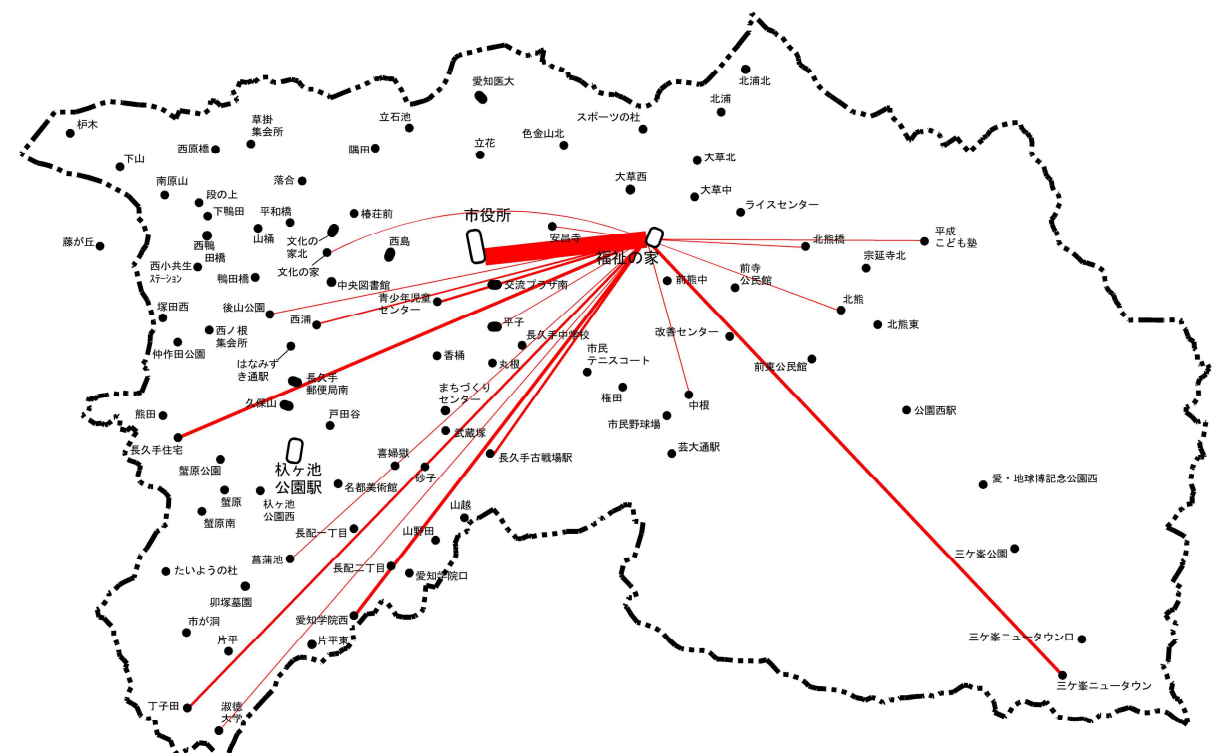 北浦北
愛知医大
北浦
枦木
草掛
集会所
立石池
スポーツの杜
色金山北
西原橋
隅田
立花
下山
大草北
南原山
落合
大草西
段の上
大草中
ライスセンター
下鴨田
平和橋
椿荘前
市役所
藤が丘
西鴨
田橋
山桶
文化の
家北
西島
安昌寺
北熊橋
平成
こども塾
福祉の家
西小共生
ステーション
鴨田橋
文化の家
中央図書館
交流プラザ南
前熊中
前寺
公民館
宗延寺北
青少年児童
センター
塚田西
後山公園
西浦
北熊
平子
西ノ根
集会所
長久手中学校
改善センター
北熊東
仲作田公園
はなみず
き通駅
香桶
丸根
市民
テニスコート
前東公民館
長久手
郵便局南
まちづくり
センター
権田
久保山
中根
熊田
戸田谷
市民野球場
公園西駅
長久手住宅
武蔵塚
喜婦嶽
長久手古戦場駅
芸大通駅
蟹原公園
杁ヶ池
公園駅
砂子
名都美術館
愛・地球博記念公園西
蟹原
杁ヶ池
公園西
蟹原南
山越
長配一丁目
山野田
菖蒲池
三ケ峯公園
たいようの杜
長配二丁目
愛知学院口
卯塚墓園
市が洞
愛知学院西
片平
片平東
三ケ峯ニュータウン口
三ケ峯ニュータウン
丁子田
淑徳
大学